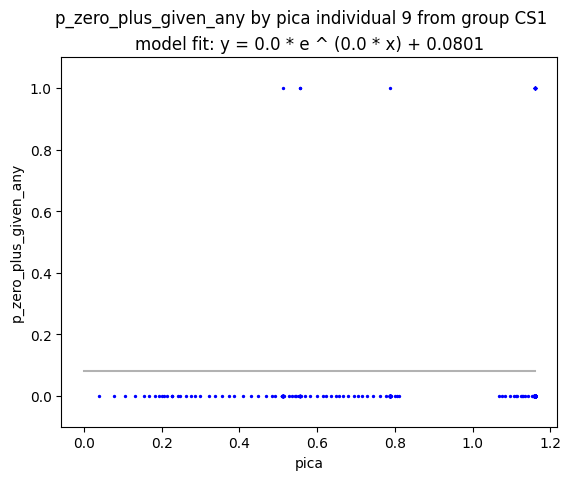 p_zero_plus_given_any by pica individual 9 from group CS1
model fit: y = 0.0 * e ^ (0.0 * x) + 0.0801
1.0
0.8
0.6
0.4
0.2
0.0
p_zero_plus_given_any
0.0 0.2 0.4 0.6 0.8 1.0 1.2
pica